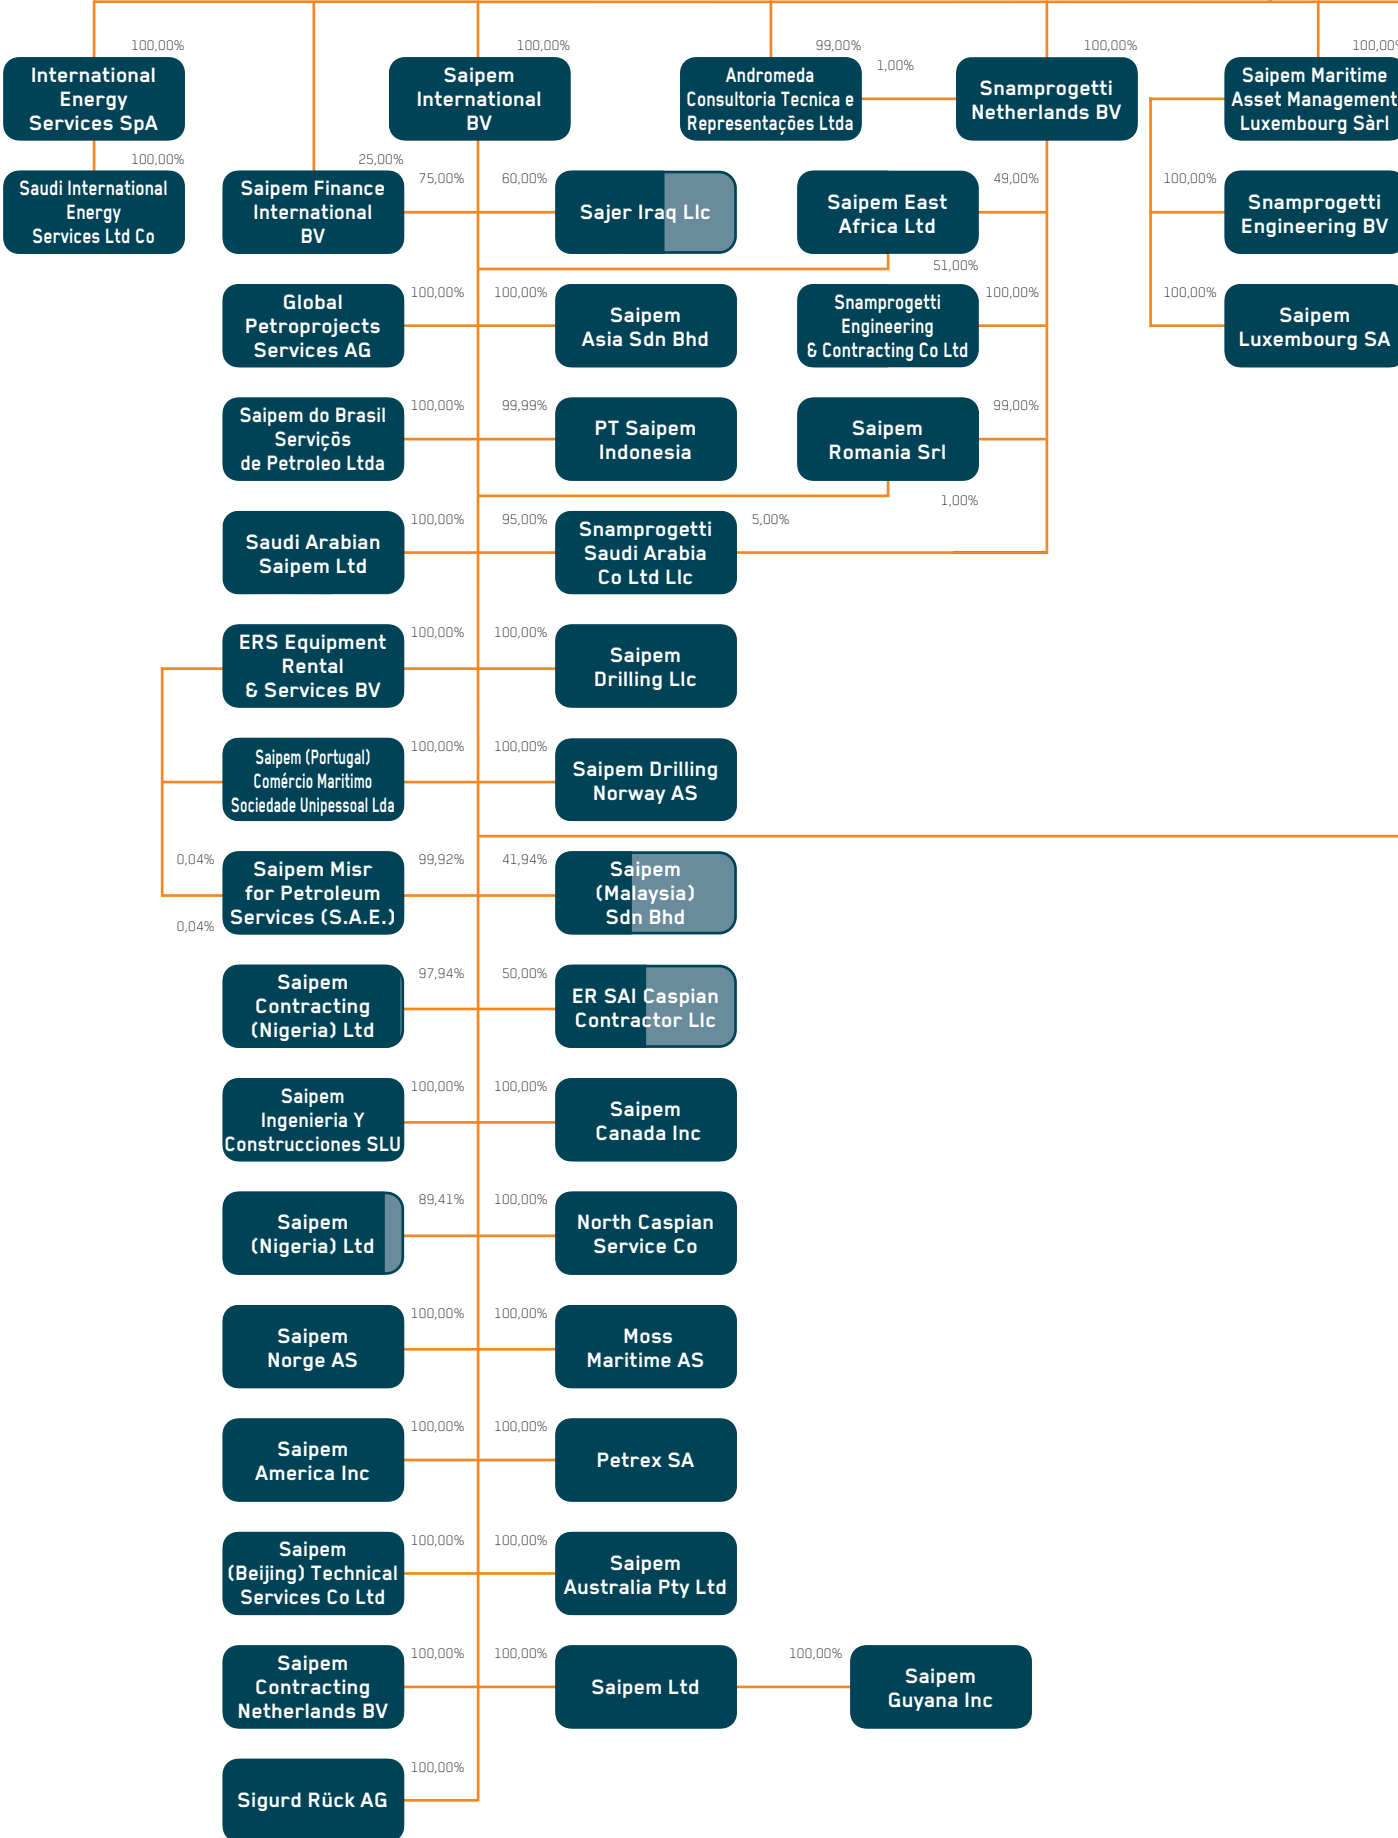 100,00%
International
Energy
Services SpA
100,00%
Saipem
International
BV
99,00%
Andromeda
Consultoria Tecnica e
Representações Ltda
1,00%
100,00%
Snamprogetti
Netherlands BV
100,00%
Saipem Maritime
Asset Management
Luxembourg Sàrl
100,00%
Saudi International
Energy
Services Ltd Co
25,00%
Saipem Finance
International
BV
75,00%
60,00%
Sajer Iraq Llc
Saipem East
Africa Ltd
49,00%
51,00%
100,00%
Snamprogetti
Engineering BV
Global
Petroprojects
Services AG
100,00%
100,00%
Saipem
Asia Sdn Bhd
Snamprogetti
Engineering
& Contracting Co Ltd
100,00%
100,00%
Saipem
Luxembourg SA
Saipem do Brasil
Serviçõs
de Petroleo Ltda
100,00%
99,99%
PT Saipem
Indonesia
Saipem
Romania Srl
99,00%
1,00%
Saudi Arabian
Saipem Ltd
100,00%
95,00%
Snamprogetti
Saudi Arabia
Co Ltd Llc
5,00%
ERS Equipment
Rental
& Services BV
100,00%
100,00%
Saipem
Drilling Llc
Saipem (Portugal)
Comércio Maritimo
Sociedade Unipessoal Lda
100,00%
100,00%
Saipem Drilling
Norway AS
0,04%
0,04%
Saipem Misr
for Petroleum
Services (S.A.E.)
99,92%
41,94%
Saipem
(Malaysia)
Sdn Bhd
Saipem
Contracting
(Nigeria) Ltd
97,94%
50,00%
ER SAI Caspian
Contractor Llc
Saipem
Ingenieria Y
Construcciones SLU
100,00%
100,00%
Saipem
Canada Inc
Saipem
(Nigeria) Ltd
89,41%
100,00%
North Caspian
Service Co
Saipem
Norge AS
100,00%
100,00%
Moss
Maritime AS
Saipem
America Inc
100,00%
100,00%
Petrex SA
Saipem
(Beijing) Technical
Services Co Ltd
100,00%
100,00%
Saipem
Australia Pty Ltd
Saipem
Contracting
Netherlands BV
100,00%
100,00%
Saipem Ltd
100,00%
Saipem
Guyana Inc
Sigurd Rück AG
100,00%